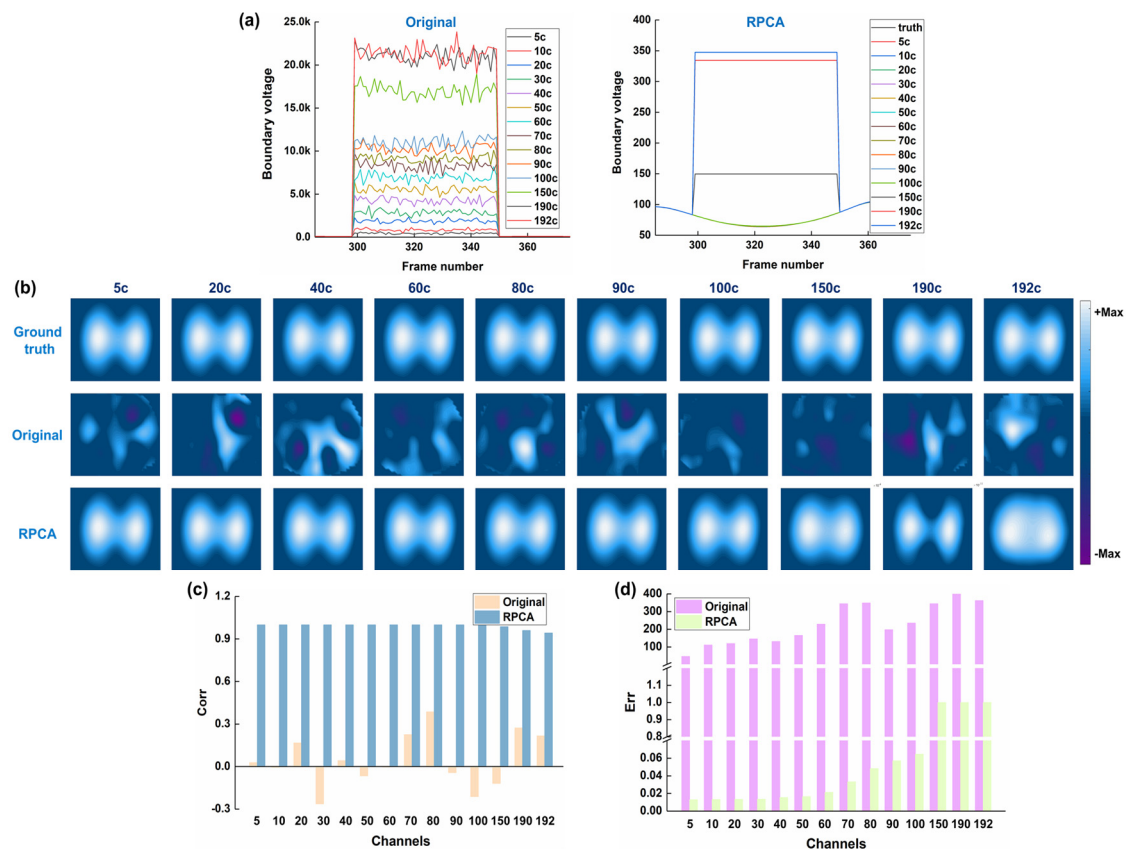 (a)
Original
Boundary voltage
25.0k
20.0k
15.0k
10.0k
5.0k
0.0
300
320
340
360
Frame number
5c
10c
20c
30c
40c
50c
60c
70c
80c
90c
100c
150c
190c
192c
RPCA
Boundary voltage
400
350
300
250
200
150
100
50
300
320
340
360
Frame number
truth
5c
10c
20c
30c
40c
50c
60c
70c
80c
90c
100c
150c
190c
192c
(b)
5c 20c 40c 60c 80c 90c 100c 150c 190c 192c
Ground
truth
Original
RPCA
+Max
-Max
(c)
Corr
1.2
0.9
0.6
0.3
0.0
-0.3
Original
RPCA
5 10 20 30 40 50 60 70 80 90 100 150 190 192
Channels
(d)
Err
400
300
200
100
1.1
1.0
0.9
0.8
0.06
0.04
0.02
0.00
Original
RPCA
5 10 20 30 40 50 60 70 80 90 100 150 190 192
Channels